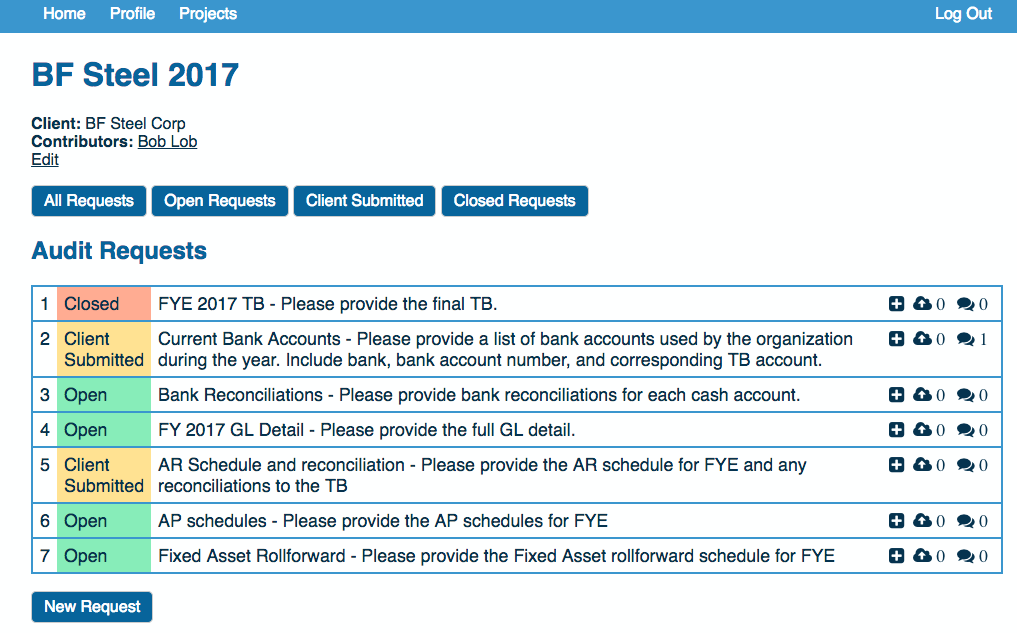 Home Profile Projects Log Out
BF Steel 2017
Client: BF Steel Corp
Contributors: Bob Lob
Edit
All Requests Open Requests Client Submitted Closed Requests
Audit Requests
1 Closed FYE 2017 TB - Please provide the final TB. 0 0
2 Client Submitted Current Bank Accounts - Please provide a list of bank accounts used by the organization 0 1
during the year. Include bank, bank account number, and corresponding TB account.
3 Open Bank Reconciliations - Please provide bank reconciliations for each cash account. 0 0
4 Open FY 2017 GL Detail - Please provide the full GL detail. 0 0
5 Client Submitted AR Schedule and reconciliation - Please provide the AR schedule for FYE and any 0 0
reconciliations to the TB
6 Open AP schedules - Please provide the AP schedules for FYE 0 0
7 Open Fixed Asset Rollforward - Please provide the Fixed Asset rollforward schedule for FYE 0 0
New Request